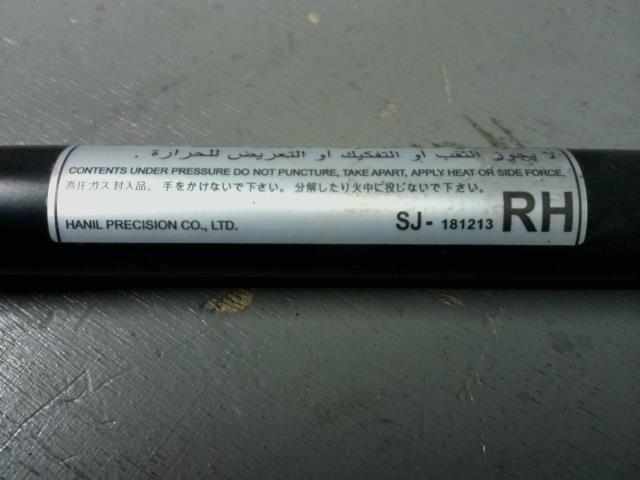 لا يجوز الثقب أو التفكيك أو التعريض للحرارة .
CONTENTS UNDER PRESSURE DO NOT PUNCTURE, TAKE APART, APPLY HEAT OR SIDE FORCE.
高圧ガス封入品。手をかけないで下さい。分解したり火中に投じないで下さい。
HANIL PRECISION CO., LTD. SJ- 181213 RH